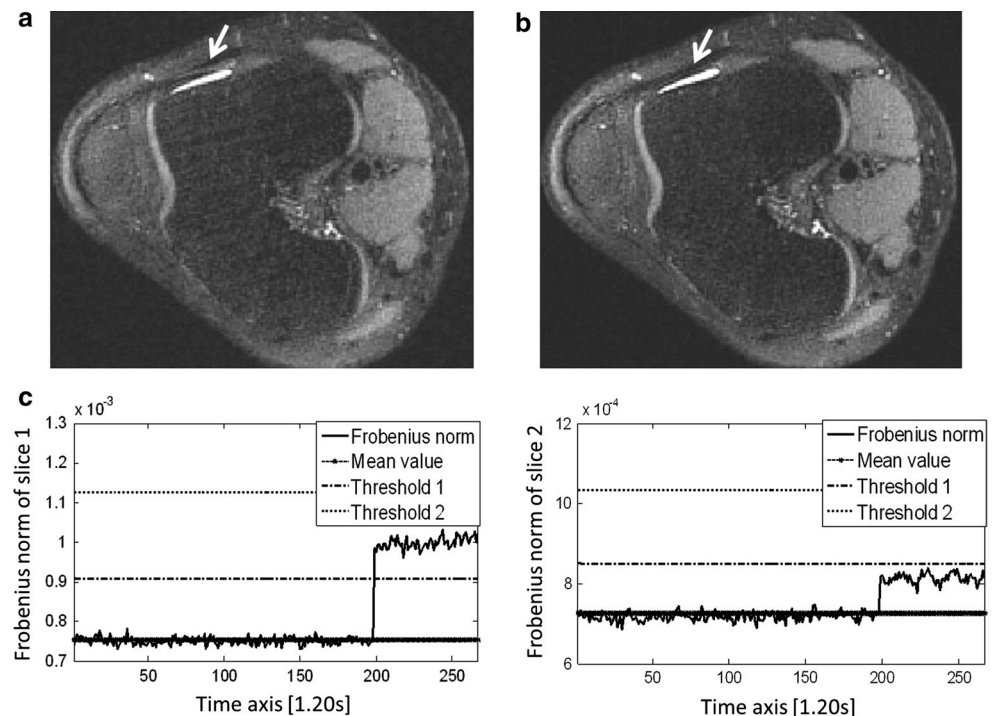 a
b
c
x 10-3
1.3
1.2
1.1
1
0.9
0.8
0.7
50
100
150
200
250
Frobenius norm of slice 1
Time axis [1.20s]
Frobenius norm
Mean value
Threshold 1
Threshold 2
x 10-4
12
10
8
6
50
100
150
200
250
Frobenius norm of slice 2
Time axis [1.20s]
Frobenius norm
Mean value
Threshold 1
Threshold 2